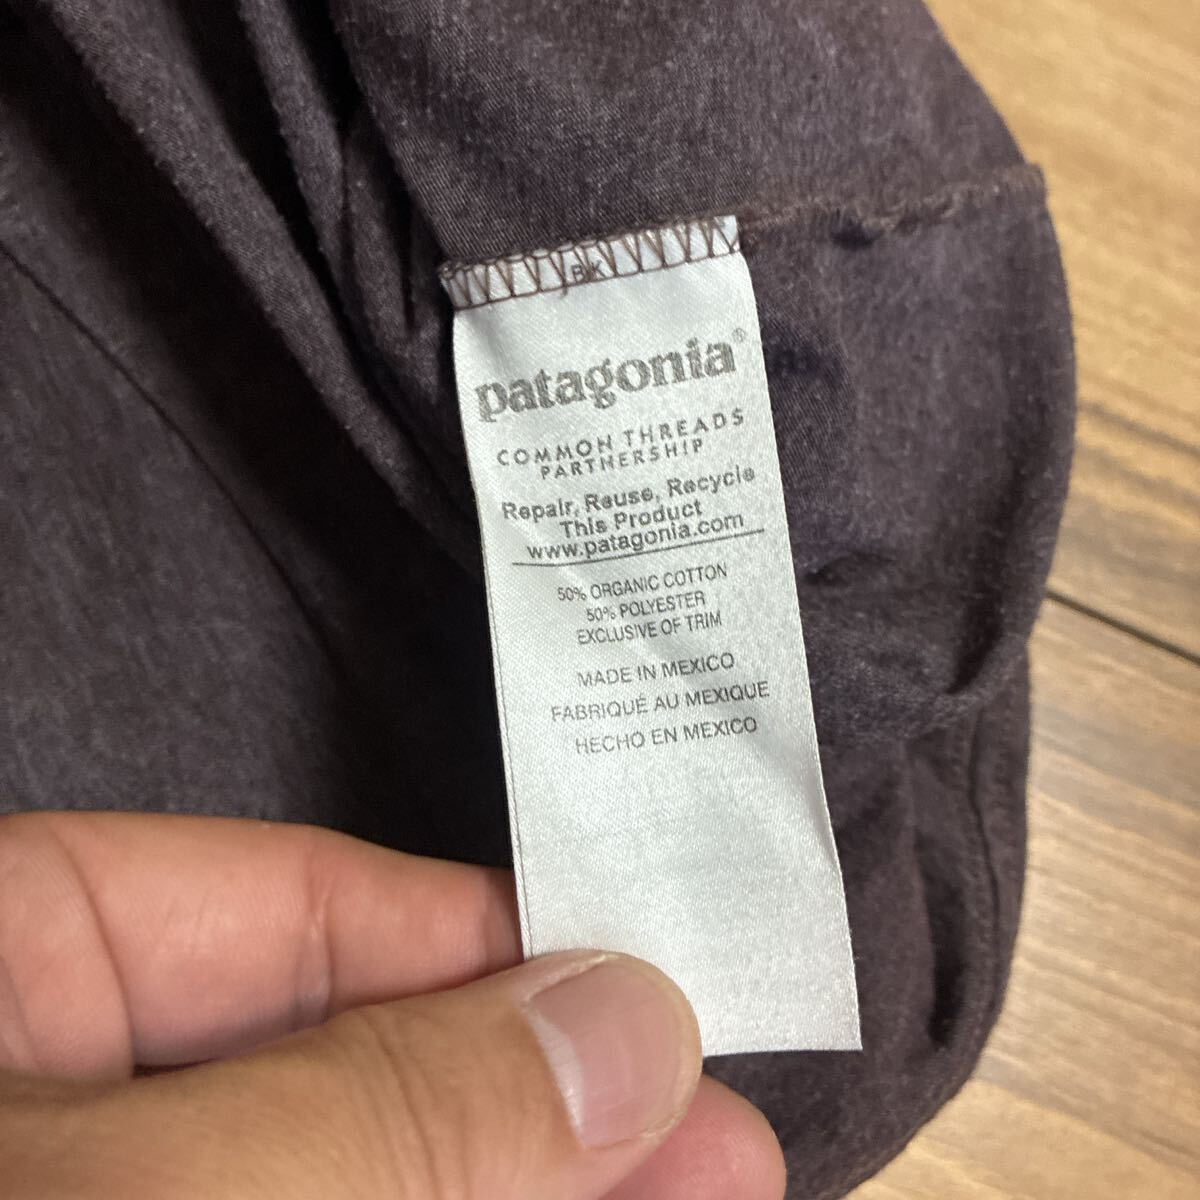 BK
patagonia®
COMMON THREADS
PARTNERSHIP
Repair, Reuse, Recycle
This Product
www.patagonia.com
50% ORGANIC COTTON
50% POLYESTER
EXCLUSIVE OF TRIM
MADE IN MEXICO
FABRIQUÉ AU MEXIQUE
HECHO EN MEXICO